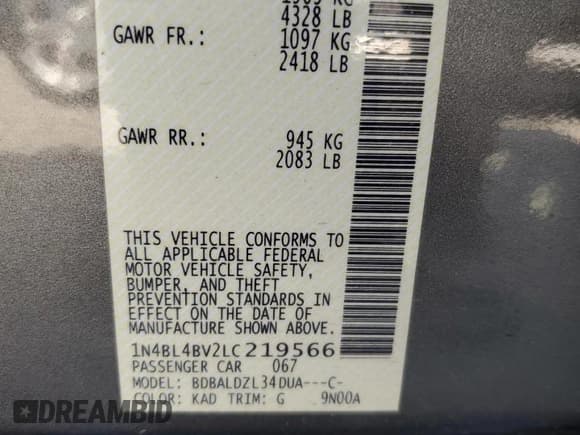 4328 LB
GAWR FR.: 1097 KG
2418 LB
GAWR RR.: 945 KG
2083 LB
THIS VEHICLE CONFORMS TO
ALL APPLICABLE FEDERAL
MOTOR VEHICLE SAFETY,
BUMPER, AND THEFT
PREVENTION STANDARDS IN
EFFECT ON THE DATE OF
MANUFACTURE SHOWN ABOVE.
1N4BL4BV2LC219566
PASSENGER CAR 067
MODEL: BDBALDZL34DUA---C-
COLOR: KAD TRIM: G 9N00A
DREAMBID